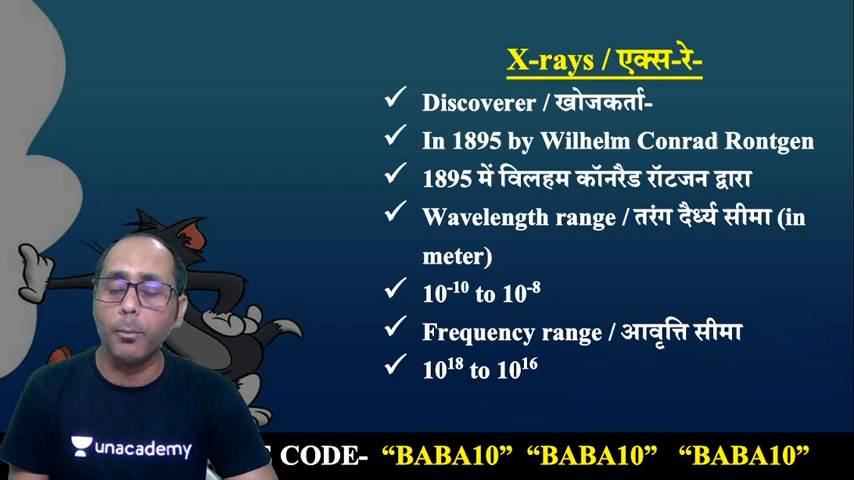 X-rays / एक्स-रे-
Discoverer / खोजकर्ता-
In 1895 by Wilhelm Conrad Rontgen
1895 में विलहम कॉनरैड रॉटजन द्वारा
Wavelength range / तरंग दैर्ध्य सीमा (in
meter)
10⁻¹⁰ to 10⁻⁸
Frequency range / आवृत्ति सीमा
10¹⁸ to 10¹⁶
unacademy
CODE- “BABA10” “BABA10” “BABA10”